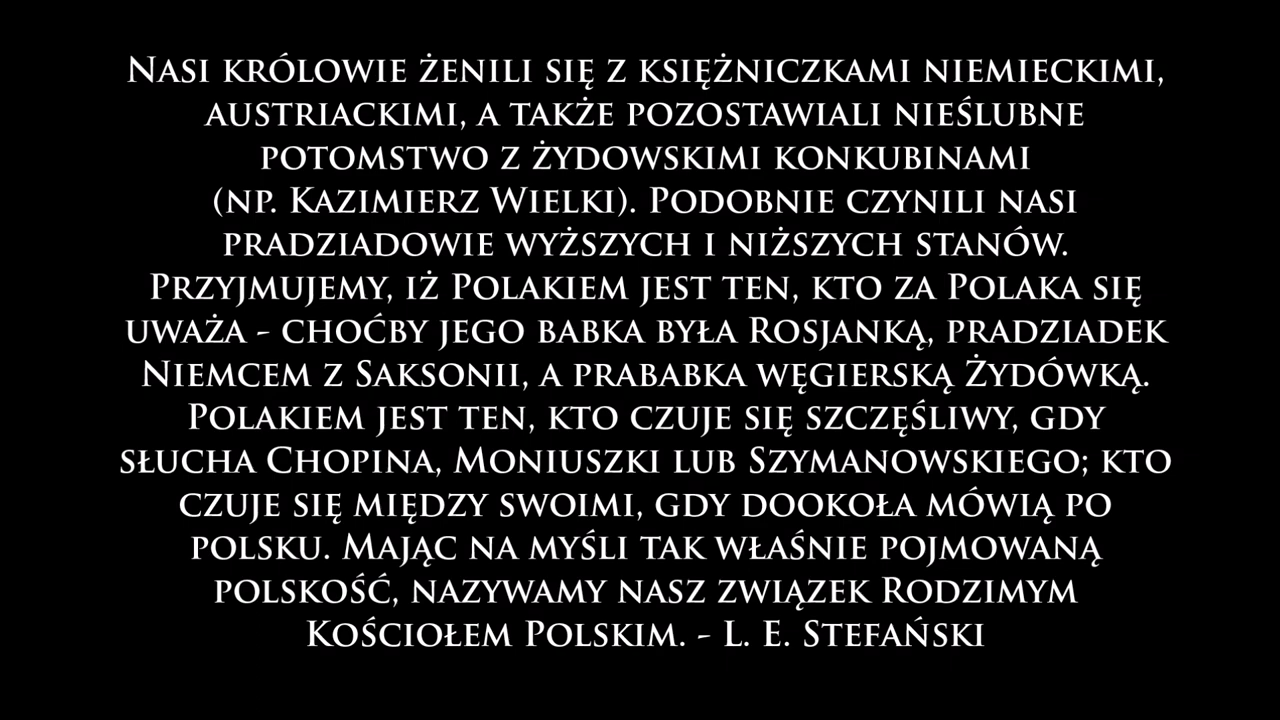 Nasi królowie żenili się z księżniczkami niemieckimi,
austriackimi, a także pozostawiali nieślubne
potomstwo z żydowskimi konkubinami
(np. Kazimierz Wielki). Podobnie czynili nasi
pradziadowie wyższych i niższych stanów.
Przyjmujemy, iż Polakiem jest ten, kto za Polaka się
uważa - choćby jego babka była Rosjanką, pradziadek
Niemcem z Saksonii, a prababka węgierską Żydówką.
Polakiem jest ten, kto czuje się szczęśliwy, gdy
słucha Chopina, Moniuszki lub Szymanowskiego; kto
czuje się między swoimi, gdy dookoła mówią po
polsku. Mając na myśli tak właśnie pojmowaną
polskość, nazywamy nasz związek Rodzimym
Kościołem Polskim. - L. E. Stefański